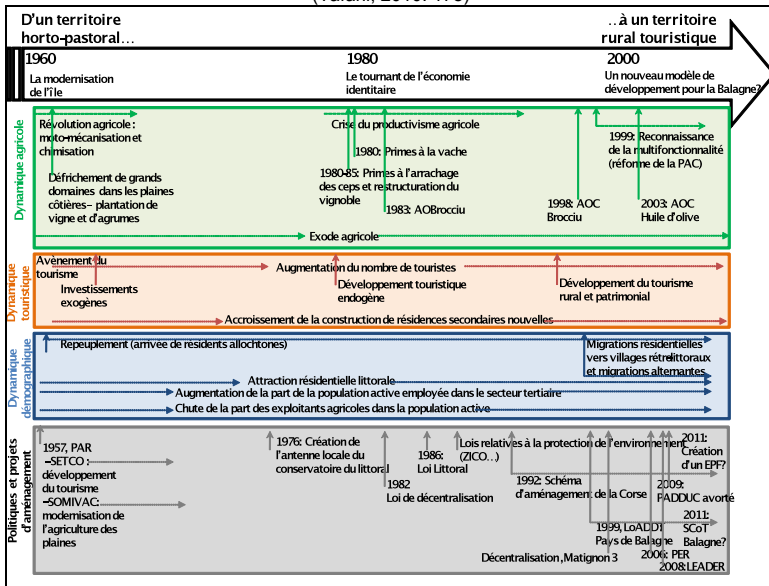 D'un territoire
horto-pastoral…
…à un territoire
rural touristique
1960
1980
2000
La modernisation
de l'île
Le tournant de l'économie
identitaire
Un nouveau modèle de
développement pour la Balagne?
Dynamique agricole
Révolution agricole :
moto-mécanisation et
chimisation
Défrichement de grands
domaines dans les plaines
côtières– plantation de
vigne et d'agrumes
Crise du productivisme agricole
1980: Primes à la vache
1980-85: Primes à l'arrachage
des ceps et restructuration du
vignoble
1983: AOBrocciu
1998: AOC
Brocciu
1999: Reconnaissance
de la multifonctionnalité
(réforme de la PAC)
2003: AOC
Huile d'olive
Exode agricole
Dynamique
touristique
Avènement du
tourisme
Investissements
exogènes
Augmentation du nombre de touristes
Développement touristique
endogène
Développement du tourisme
rural et patrimonial
Accroissement de la construction de résidences secondaires nouvelles
Dynamique
démographique
Repeuplement (arrivée de résidents allochtones)
Migrations résidentielles
vers villages rétro-littoraux
et migrations alternantes
Attraction résidentielle littorale
Augmentation de la part de la population active employée dans le secteur tertiaire
Chute de la part des exploitants agricoles dans la population active
Politiques et projets
d'aménagement
1957, PAR
–SETCO :
développement
du tourisme
–SOMIVAC:
modernisation de
l'agriculture des
plaines
1976: Création de
l'antenne locale du
conservatoire du littoral
1982
Loi de décentralisation
1986:
Loi Littoral
Lois relatives à la protection de l'environnement
(ZICO…)
1992: Schéma
d'aménagement de la Corse
1999, LoADDT
Pays de Balagne
Décentralisation, Matignon 3
2006: PER
2008:LEADER
2009:
PADDUC avorté
2011:
Création
d'un EPF?
2011:
SCoT
Balagne?